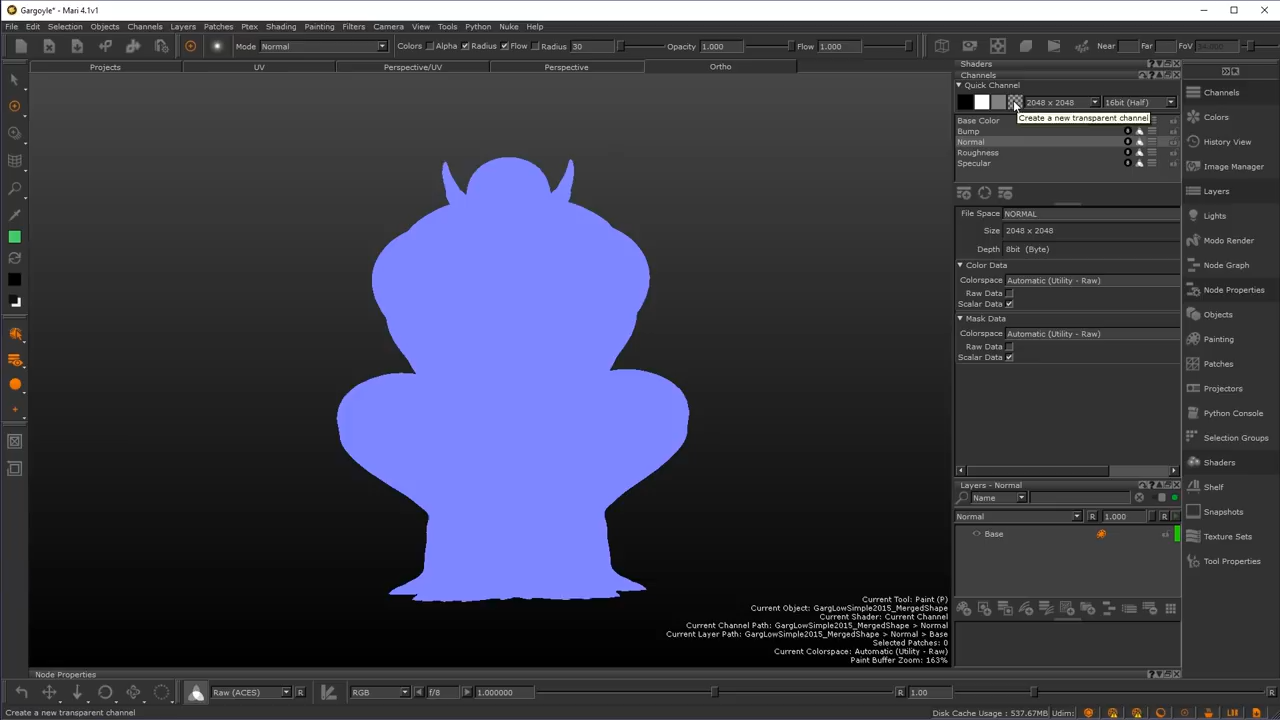 Gargoyle* - Mari 4.1v1
File Edit Selection Objects Channels Layers Patches Ptex Shading Painting Filters Camera View Tools Python Nuke Help
Mode Normal Colors Alpha Radius Flow Radius 30 Opacity 1.000 Flow 1.000 Near Far FoV
Projects UV Perspective/UV Perspective Ortho
Shaders
Channels
Quick Channel
2048 x 2048 16bit (Half)
Create a new transparent channel
Base Color
Bump
Normal
Roughness
Specular
File Space NORMAL
Size 2048 x 2048
Depth 8bit (Byte)
Color Data
Colorspace Automatic (Utility - Raw)
Raw Data
Scalar Data
Mask Data
Colorspace Automatic (Utility - Raw)
Raw Data
Scalar Data
Layers - Normal
Name
Normal R 1.000 R
Base
Channels
Colors
History View
Image Manager
Layers
Lights
Modo Render
Node Graph
Node Properties
Objects
Painting
Patches
Projectors
Python Console
Selection Groups
Shaders
Shelf
Snapshots
Texture Sets
Tool Properties
Current Tool: Paint (P)
Current Object: GargLowSimple2015_MergedShape
Current Shader: Current Channel
Current Channel Path: GargLowSimple2015_MergedShape > Normal
Current Layer Path: GargLowSimple2015_MergedShape > Normal > Base
Selected Patches: 0
Current Colorspace: Automatic (Utility - Raw)
Paint Buffer Zoom: 163%
Node Properties
Raw (ACES) R RGB f/8 1.000000 R 1.00 R
Create a new transparent channel
Disk Cache Usage : 537.67MB Udim: